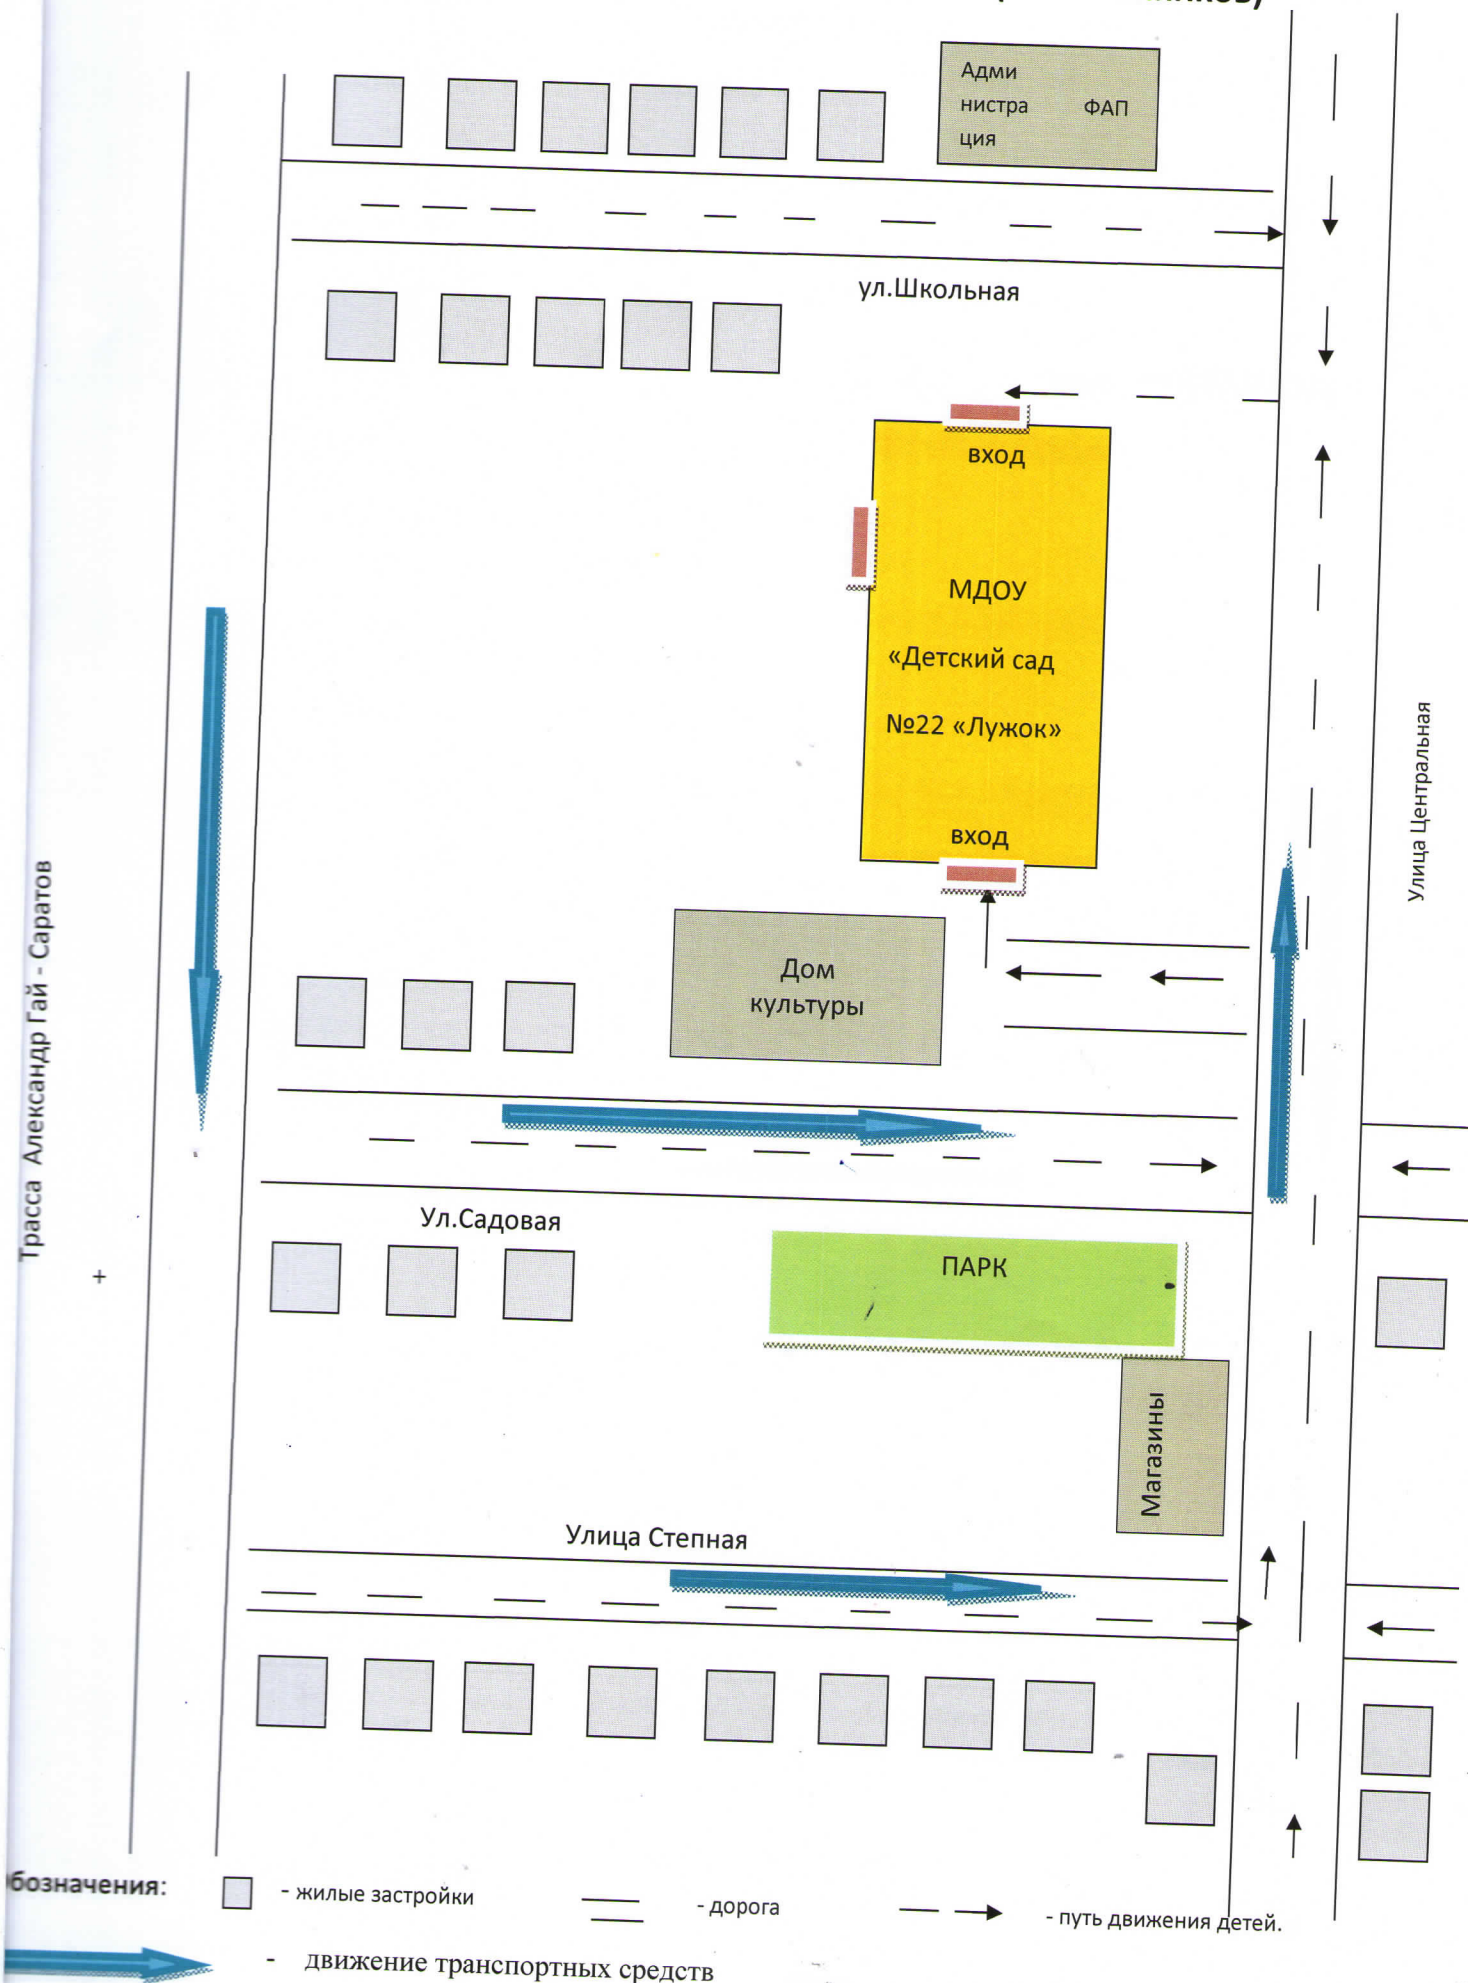 Адми
нистра ФАП
ция
ул.Школьная
вход
МДОУ
«Детский сад
№22 «Лужок»
вход
Улица Центральная
Трасса Александр Гай - Саратов
Дом
культуры
Ул.Садовая
ПАРК
Магазины
Улица Степная
бозначения:
- жилые застройки
- дорога
- путь движения детей.
- движение транспортных средств